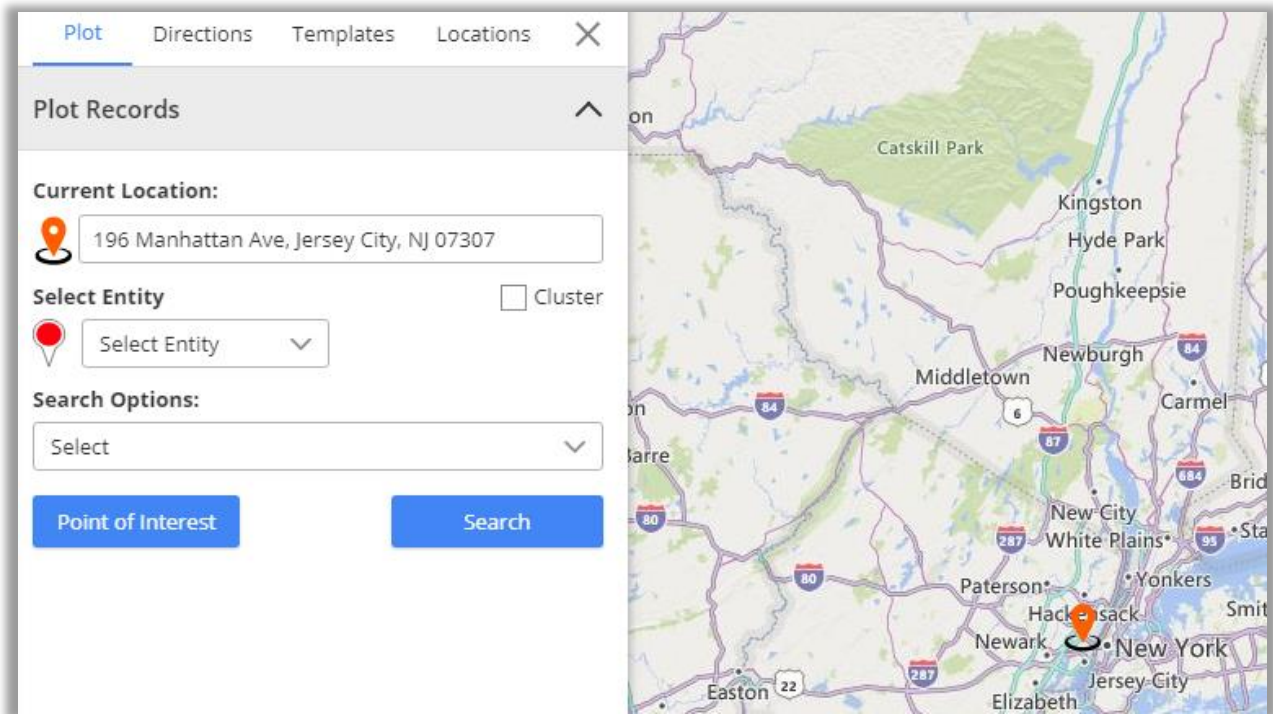 Plot Directions Templates Locations
Plot Records
Current Location:
196 Manhattan Ave, Jersey City, NJ 07307
Select Entity
Cluster
Select Entity
Search Options:
Select
Point of Interest
Search
on
Catskill Park
Kingston
Hyde Park
Poughkeepsie
Newburgh
84
Middletown
Carmel
84
6
87
684
Brid
80
New City
287
White Plains
95
Sta
80
Paterson
Yonkers
Hackensack
Smit
Newark
New York
287
Jersey City
Easton
22
Elizabeth